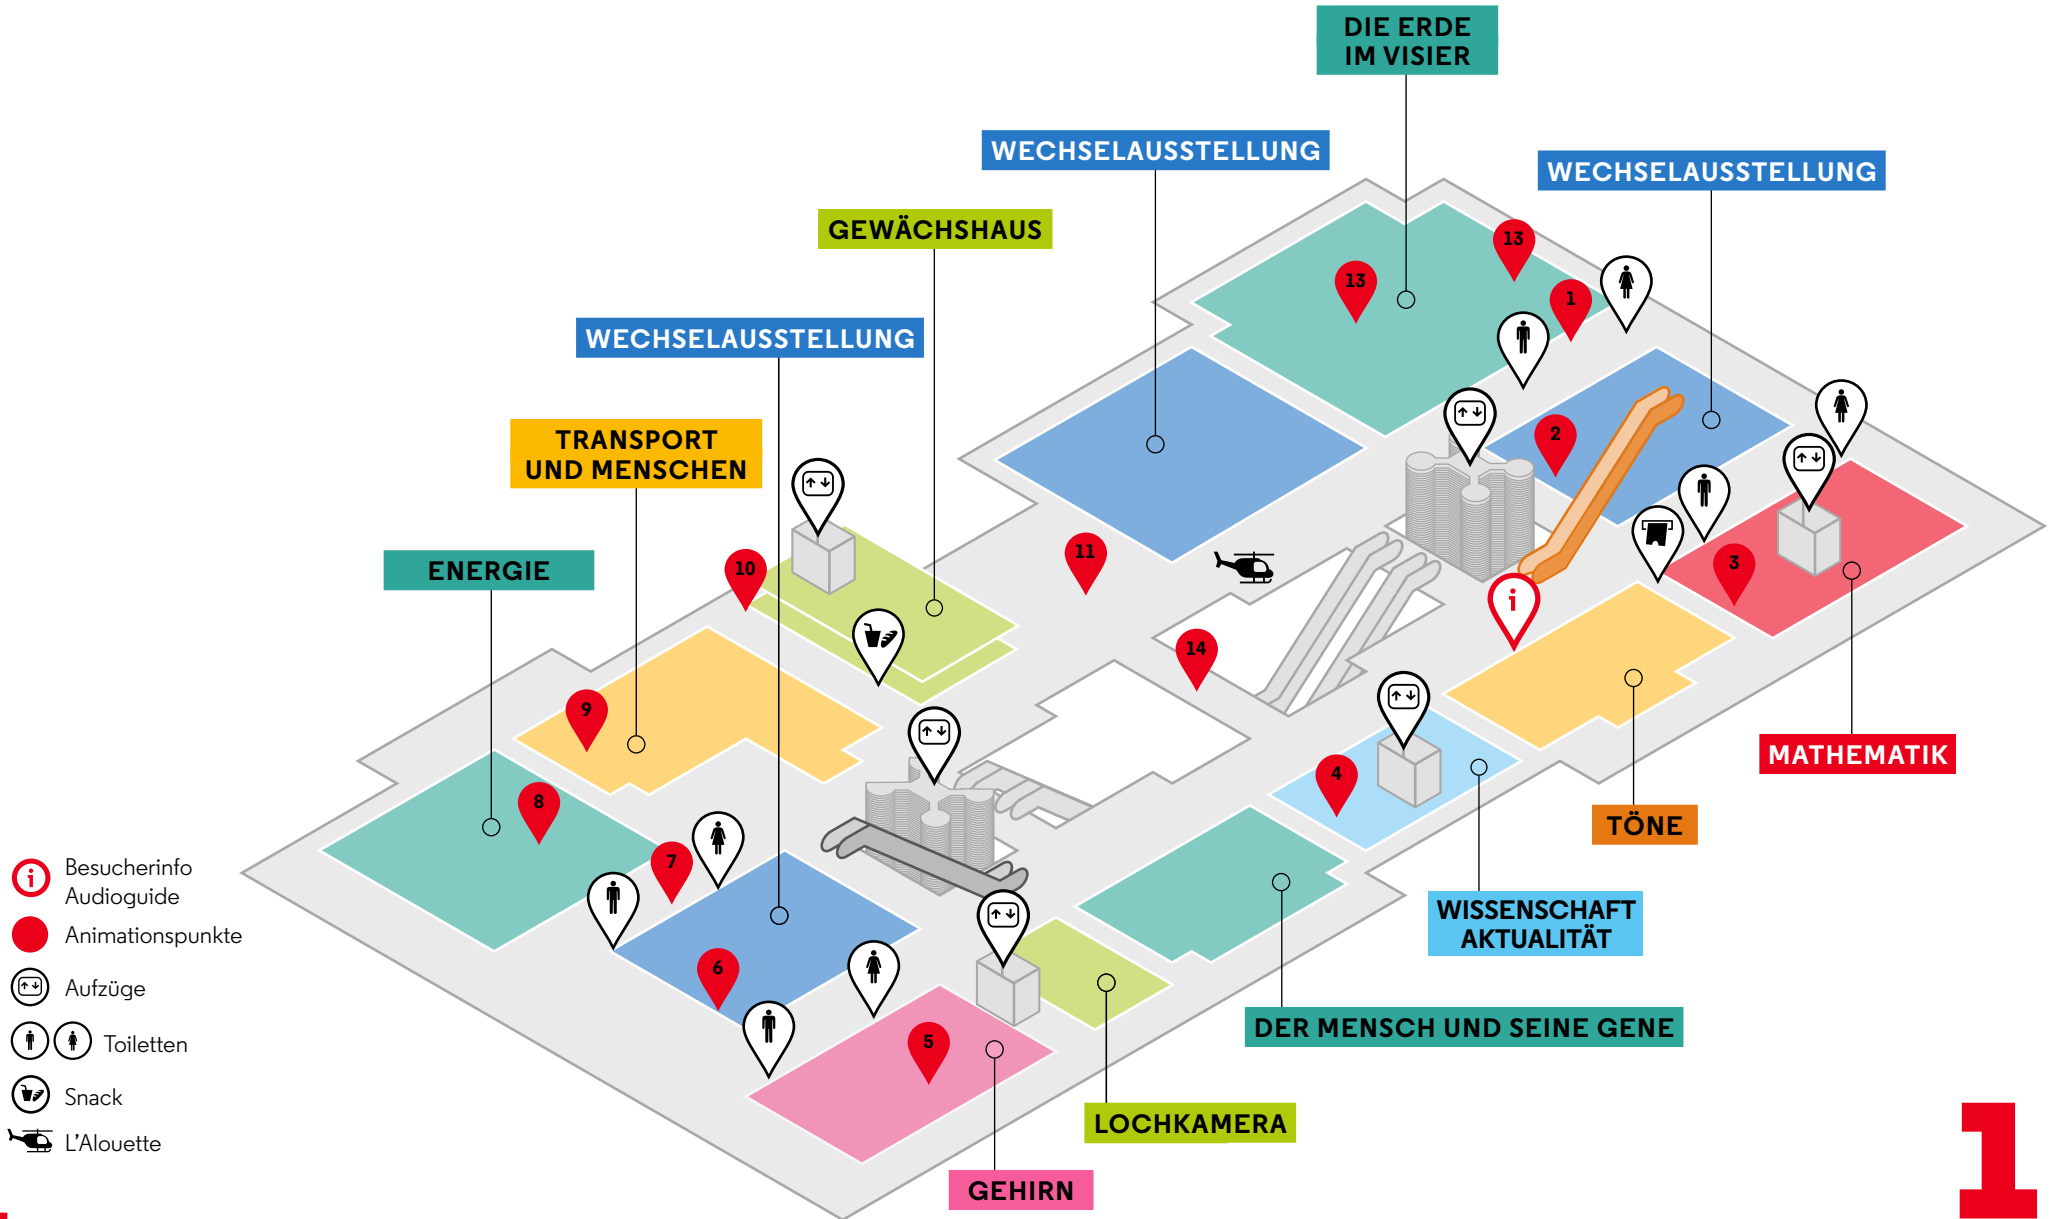 DIE ERDE
IM VISIER
WECHSELAUSSTELLUNG
WECHSELAUSSTELLUNG
GEWÄCHSHAUS
13
13
1
WECHSELAUSSTELLUNG
TRANSPORT
UND MENSCHEN
2
ENERGIE
10
11
3
i
14
9
4
MATHEMATIK
8
TÖNE
7
i Besucherinfo
Audioguide
Animationspunkte
Aufzüge
Toiletten
Snack
L'Alouette
WISSENSCHAFT
AKTUALITÄT
6
5
DER MENSCH UND SEINE GENE
LOCHKAMERA
GEHIRN
1